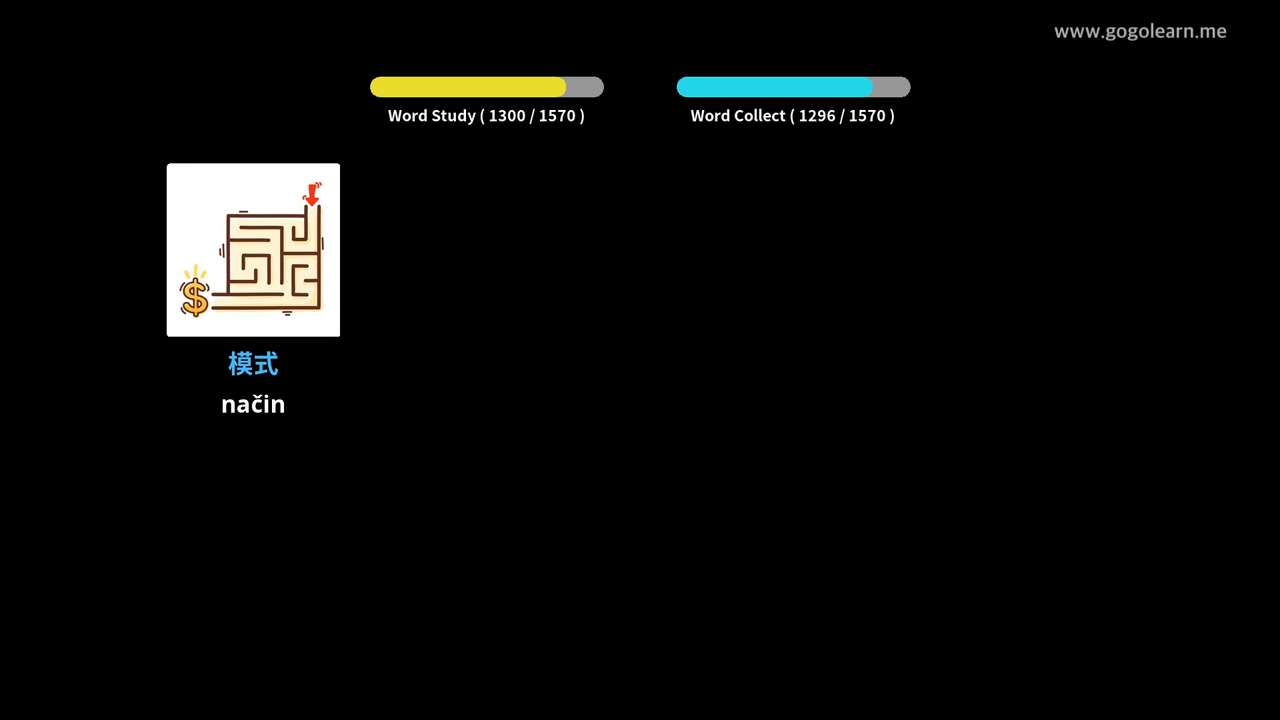 www.gogolearn.me
Word Study ( 1300 / 1570 )
Word Collect ( 1296 / 1570 )
$
模式
način